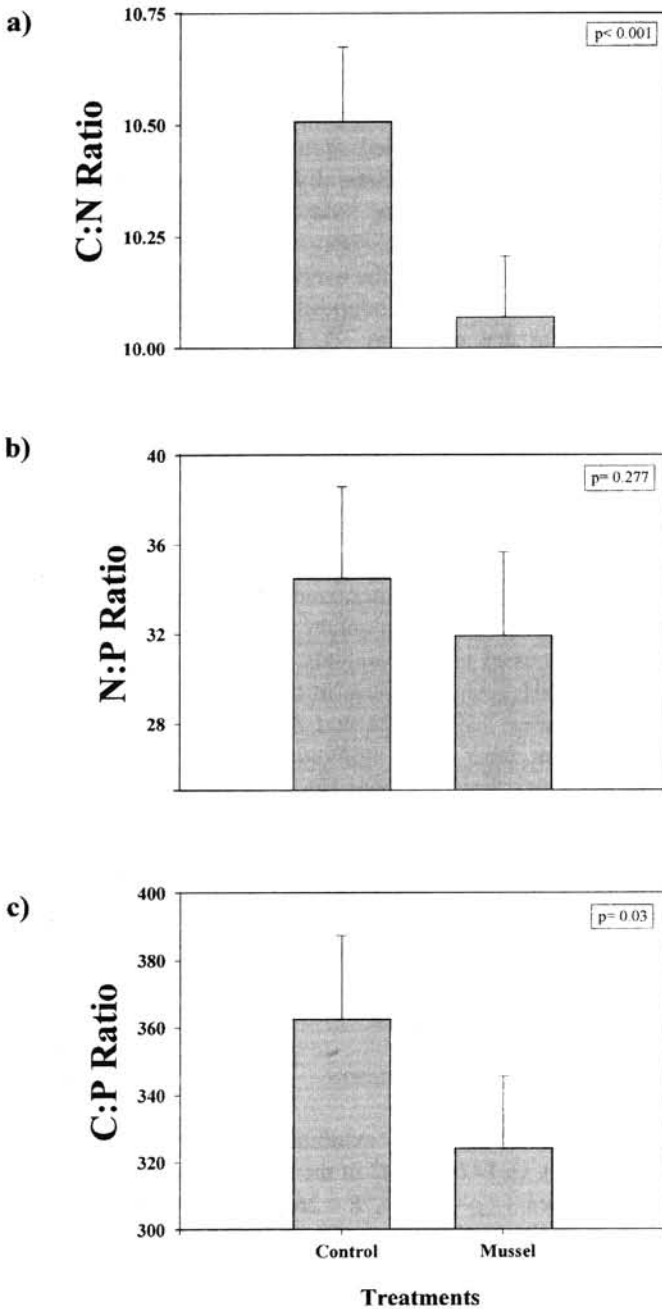 a)
C:N Ratio
10.75
10.50
10.25
10.00
p< 0.001
b)
N:P Ratio
40
36
32
28
p= 0.277
c)
C:P Ratio
400
380
360
340
320
300
p= 0.03
Control Mussel
Treatments